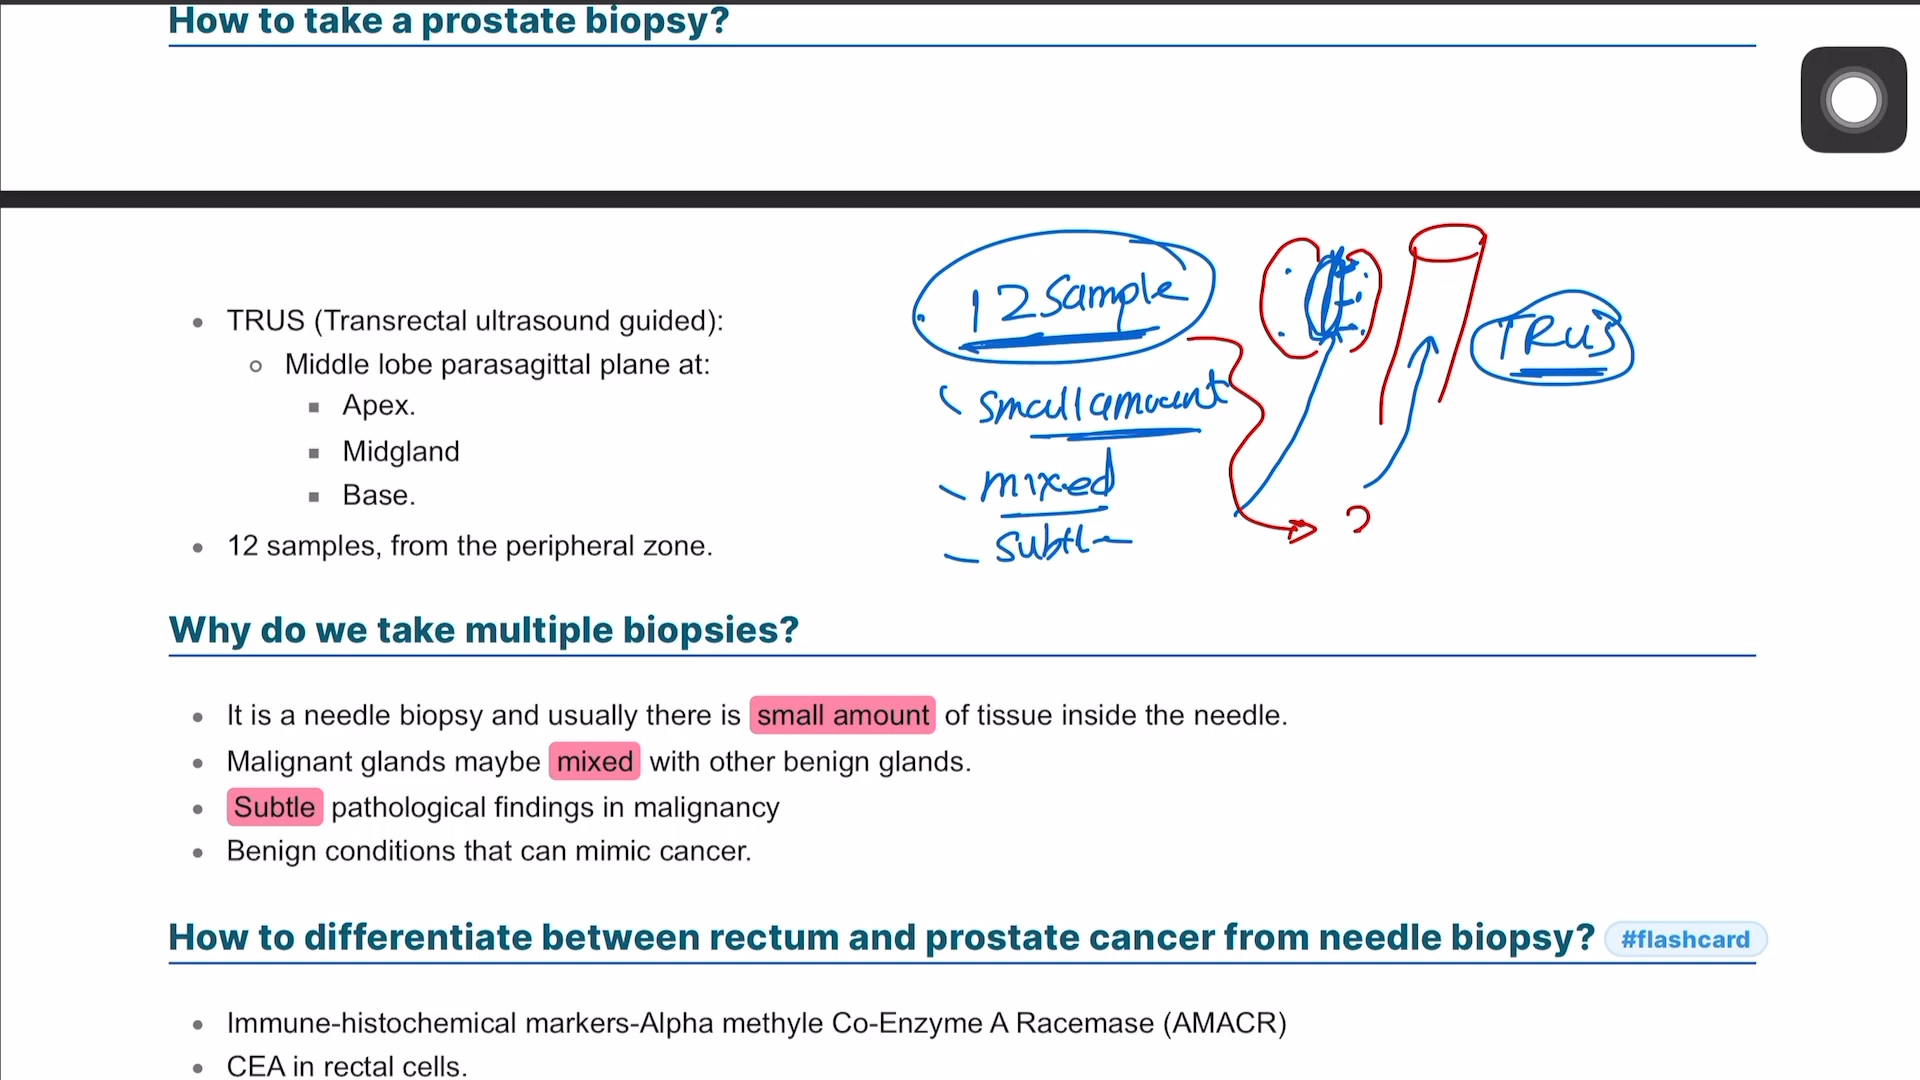 How to take a prostate biopsy?
12 Sample
TRUS
TRUS (Transrectal ultrasound guided):
Middle lobe parasagittal plane at:
Apex.
small amount
Midgland
mixed
Base.
?
12 samples, from the peripheral zone.
subtle
Why do we take multiple biopsies?
It is a needle biopsy and usually there is small amount of tissue inside the needle.
Malignant glands maybe mixed with other benign glands.
Subtle pathological findings in malignancy
Benign conditions that can mimic cancer.
How to differentiate between rectum and prostate cancer from needle biopsy? #flashcard
Immune-histochemical markers-Alpha methyle Co-Enzyme A Racemase (AMACR)
CEA in rectal cells.